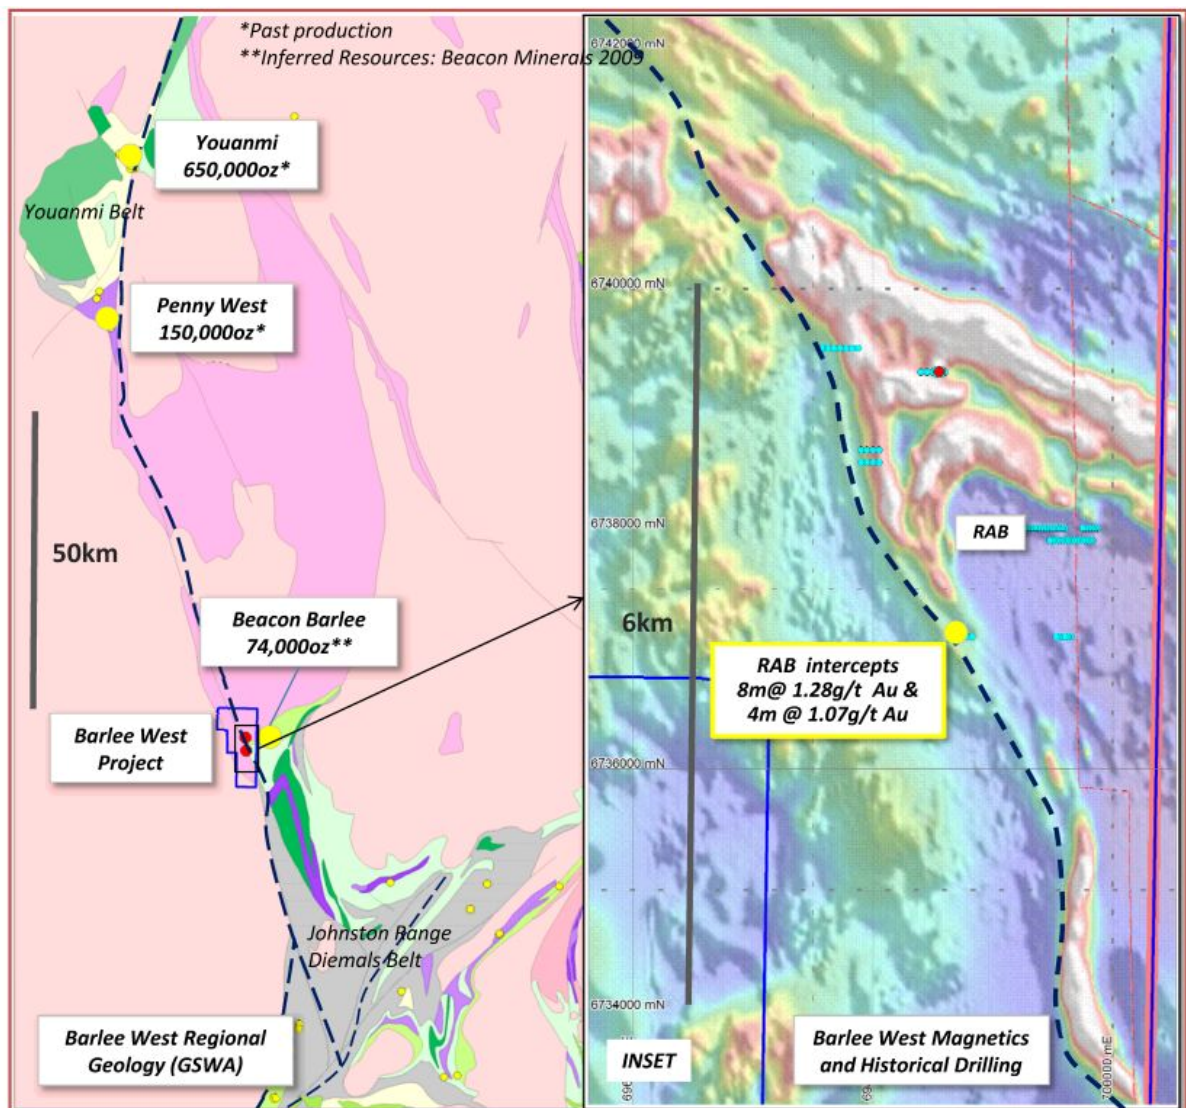 *Past production
**Inferred Resources: Beacon Minerals 2009
Youanmi
650,000oz*
Youanmi Belt
Penny West
150,000oz*
50km
Beacon Barlee
74,000oz**
Barlee West
Project
Johnston Range
Diemals Belt
Barlee West Regional
Geology (GSWA)
6742000 mN
6740000 mN
6738000 mN
RAB
6km
RAB intercepts
8m@ 1.28g/t Au &
4m @ 1.07g/t Au
6736000 mN
6734000 mN
INSET
Barlee West Magnetics
and Historical Drilling
700000 mE